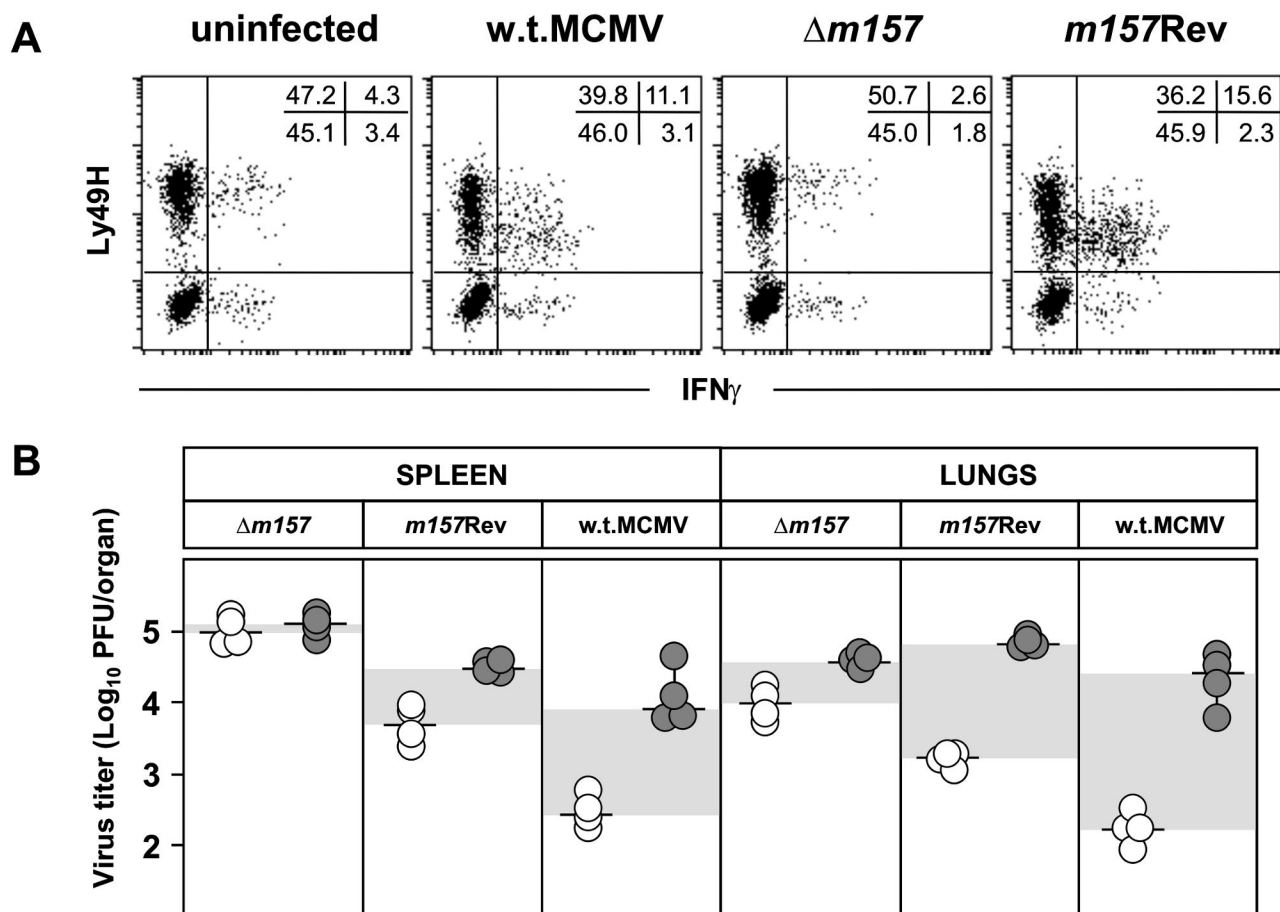 A
uninfected w.t.MCMV Δm157 m157Rev
47.2 4.3 39.8 11.1 50.7 2.6 36.2 15.6
45.1 3.4 46.0 3.1 45.0 1.8 45.9 2.3
Ly49H
IFNγ
B
SPLEEN LUNGS
Δm157 m157Rev w.t.MCMV Δm157 m157Rev w.t.MCMV
Virus titer (Log10 PFU/organ)
5
4
3
2